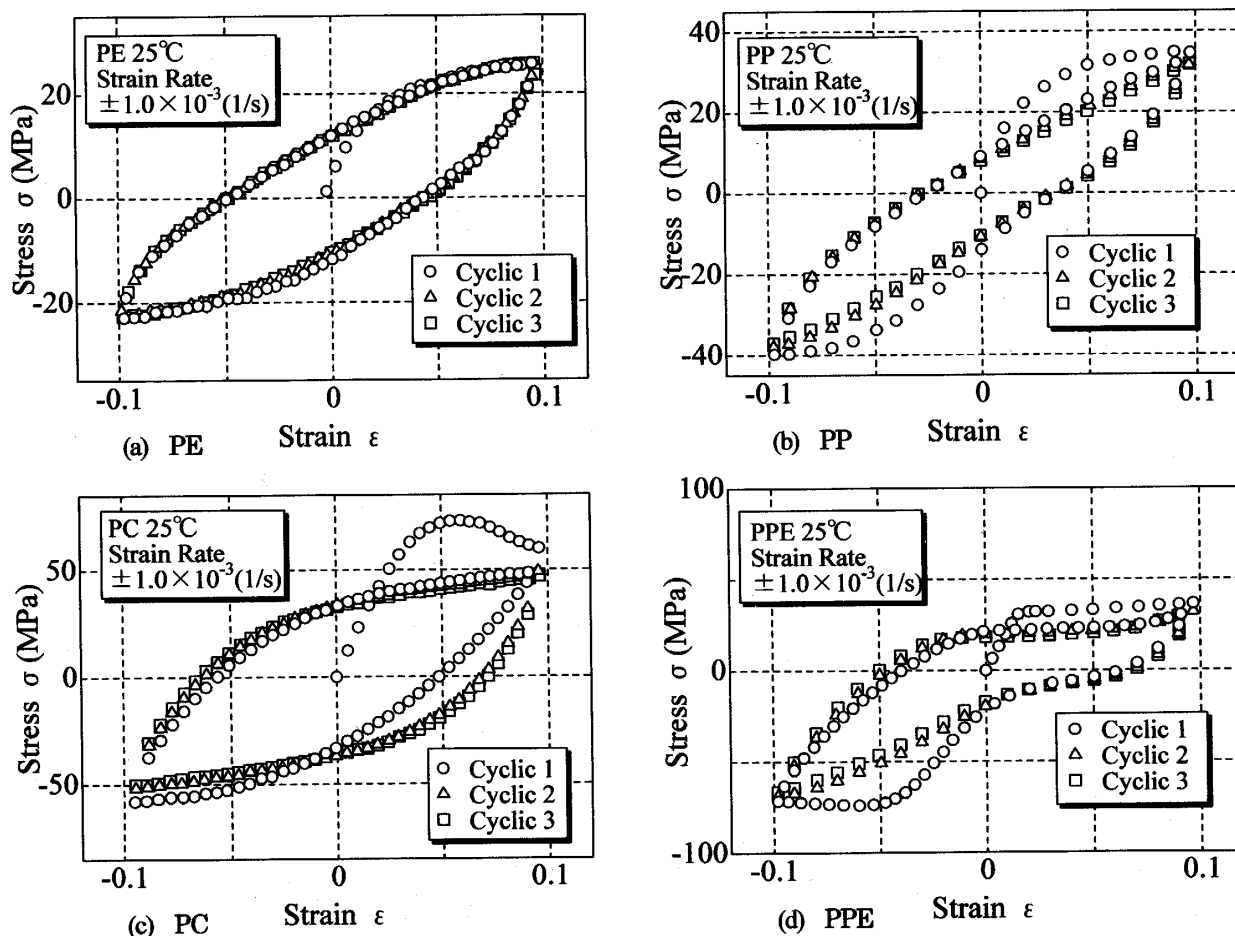 PE 25℃
Strain Rate
±1.0×10⁻³(1/s)
20
0
-20
Stress σ (MPa)
Cyclic 1
Cyclic 2
Cyclic 3
-0.1
0
0.1
(a) PE
Strain ε
PP 25℃
Strain Rate
±1.0×10⁻³(1/s)
40
20
0
-20
-40
Stress σ (MPa)
Cyclic 1
Cyclic 2
Cyclic 3
-0.1
0
0.1
(b) PP
Strain ε
PC 25℃
Strain Rate
±1.0×10⁻³(1/s)
50
0
-50
Stress σ (MPa)
Cyclic 1
Cyclic 2
Cyclic 3
-0.1
0
0.1
(c) PC
Strain ε
PPE 25℃
Strain Rate
±1.0×10⁻³(1/s)
100
0
-100
Stress σ (MPa)
Cyclic 1
Cyclic 2
Cyclic 3
-0.1
0
0.1
Strain ε
(d) PPE